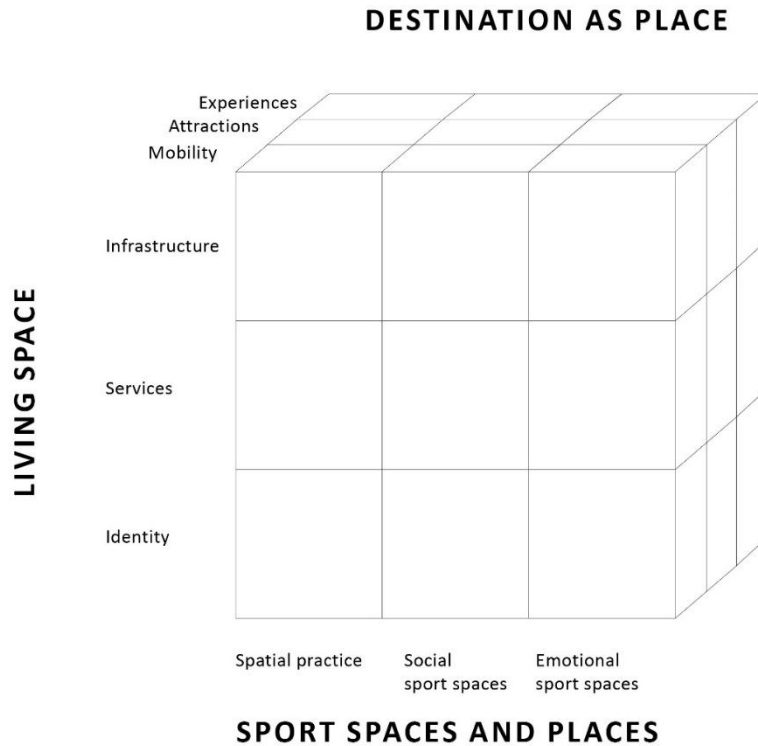 DESTINATION AS PLACE
Experiences
Attractions
Mobility
Infrastructure
LIVING SPACE
Services
Identity
Spatial practice
Social
sport spaces
Emotional
sport spaces
SPORT SPACES AND PLACES